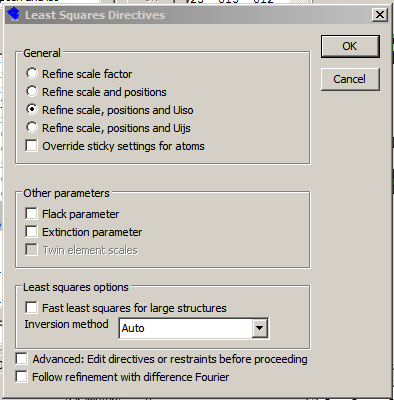 Least Squares Directives
General
OK
Refine scale factor
Cancel
Refine scale and positions
Refine scale, positions and Uiso
Refine scale, positions and Uijs
Override sticky settings for atoms
Other parameters
Flack parameter
Extinction parameter
Twin element scales
Least squares options
Fast least squares for large structures
Inversion method Auto
Advanced: Edit directives or restraints before proceeding
Follow refinement with difference Fourier